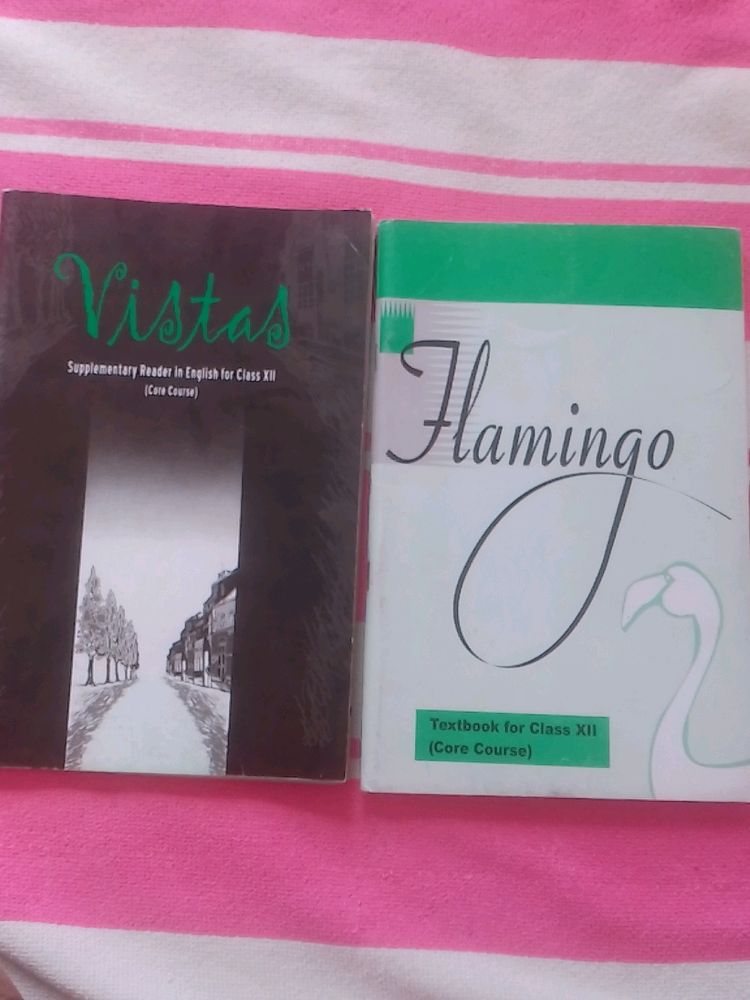 Vistas
Supplementary Reader in English for Class XII
(Core Course)
Flamingo
Textbook for Class XII
(Core Course)